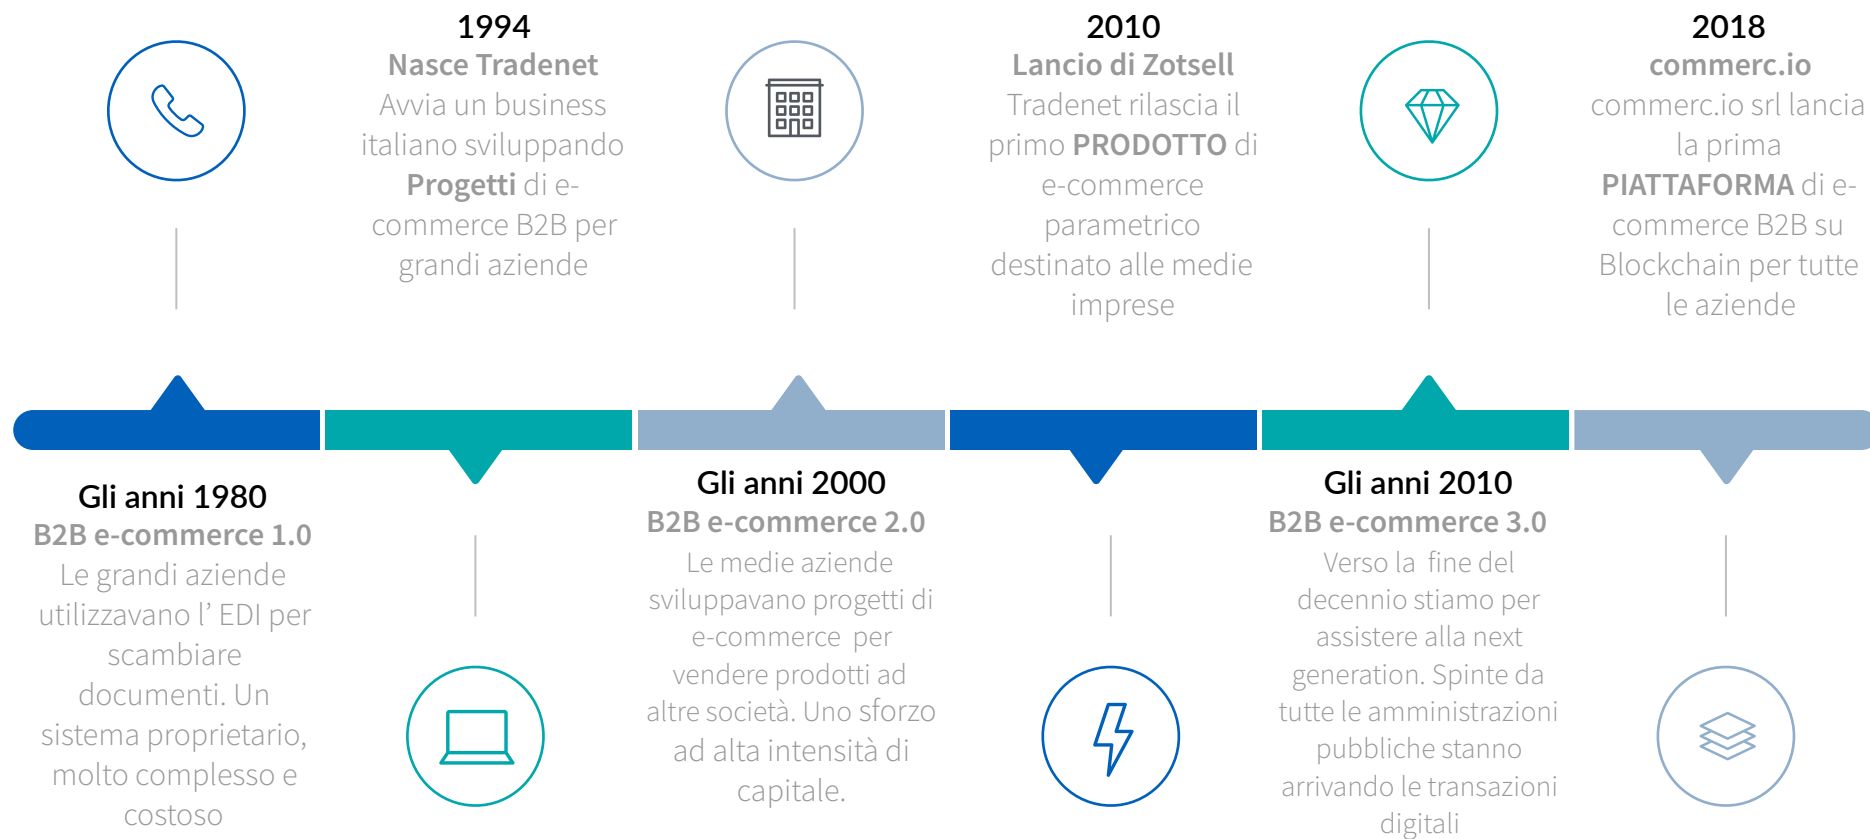 1994
Nasce Tradenet
Avvia un business
italiano sviluppando
Progetti di e-
commerce B2B per
grandi aziende
2010
Lancio di Zotsell
Tradenet rilascia il
primo PRODOTTO di
e-commerce
parametrico
destinato alle medie
imprese
2018
commerc.io
commerc.io srl lancia
la prima
PIATTAFORMA di e-
commerce B2B su
Blockchain per tutte
le aziende
Gli anni 1980
B2B e-commerce 1.0
Le grandi aziende
utilizzavano l' EDI per
scambiare
documenti. Un
sistema proprietario,
molto complesso e
costoso
Gli anni 2000
B2B e-commerce 2.0
Le medie aziende
sviluppavano progetti di
e-commerce per
vendere prodotti ad
altre società. Uno sforzo
ad alta intensità di
capitale.
Gli anni 2010
B2B e-commerce 3.0
Verso la fine del
decennio stiamo per
assistere alla next
generation. Spinte da
tutte le amministrazioni
pubbliche stanno
arrivando le transazioni
digitali